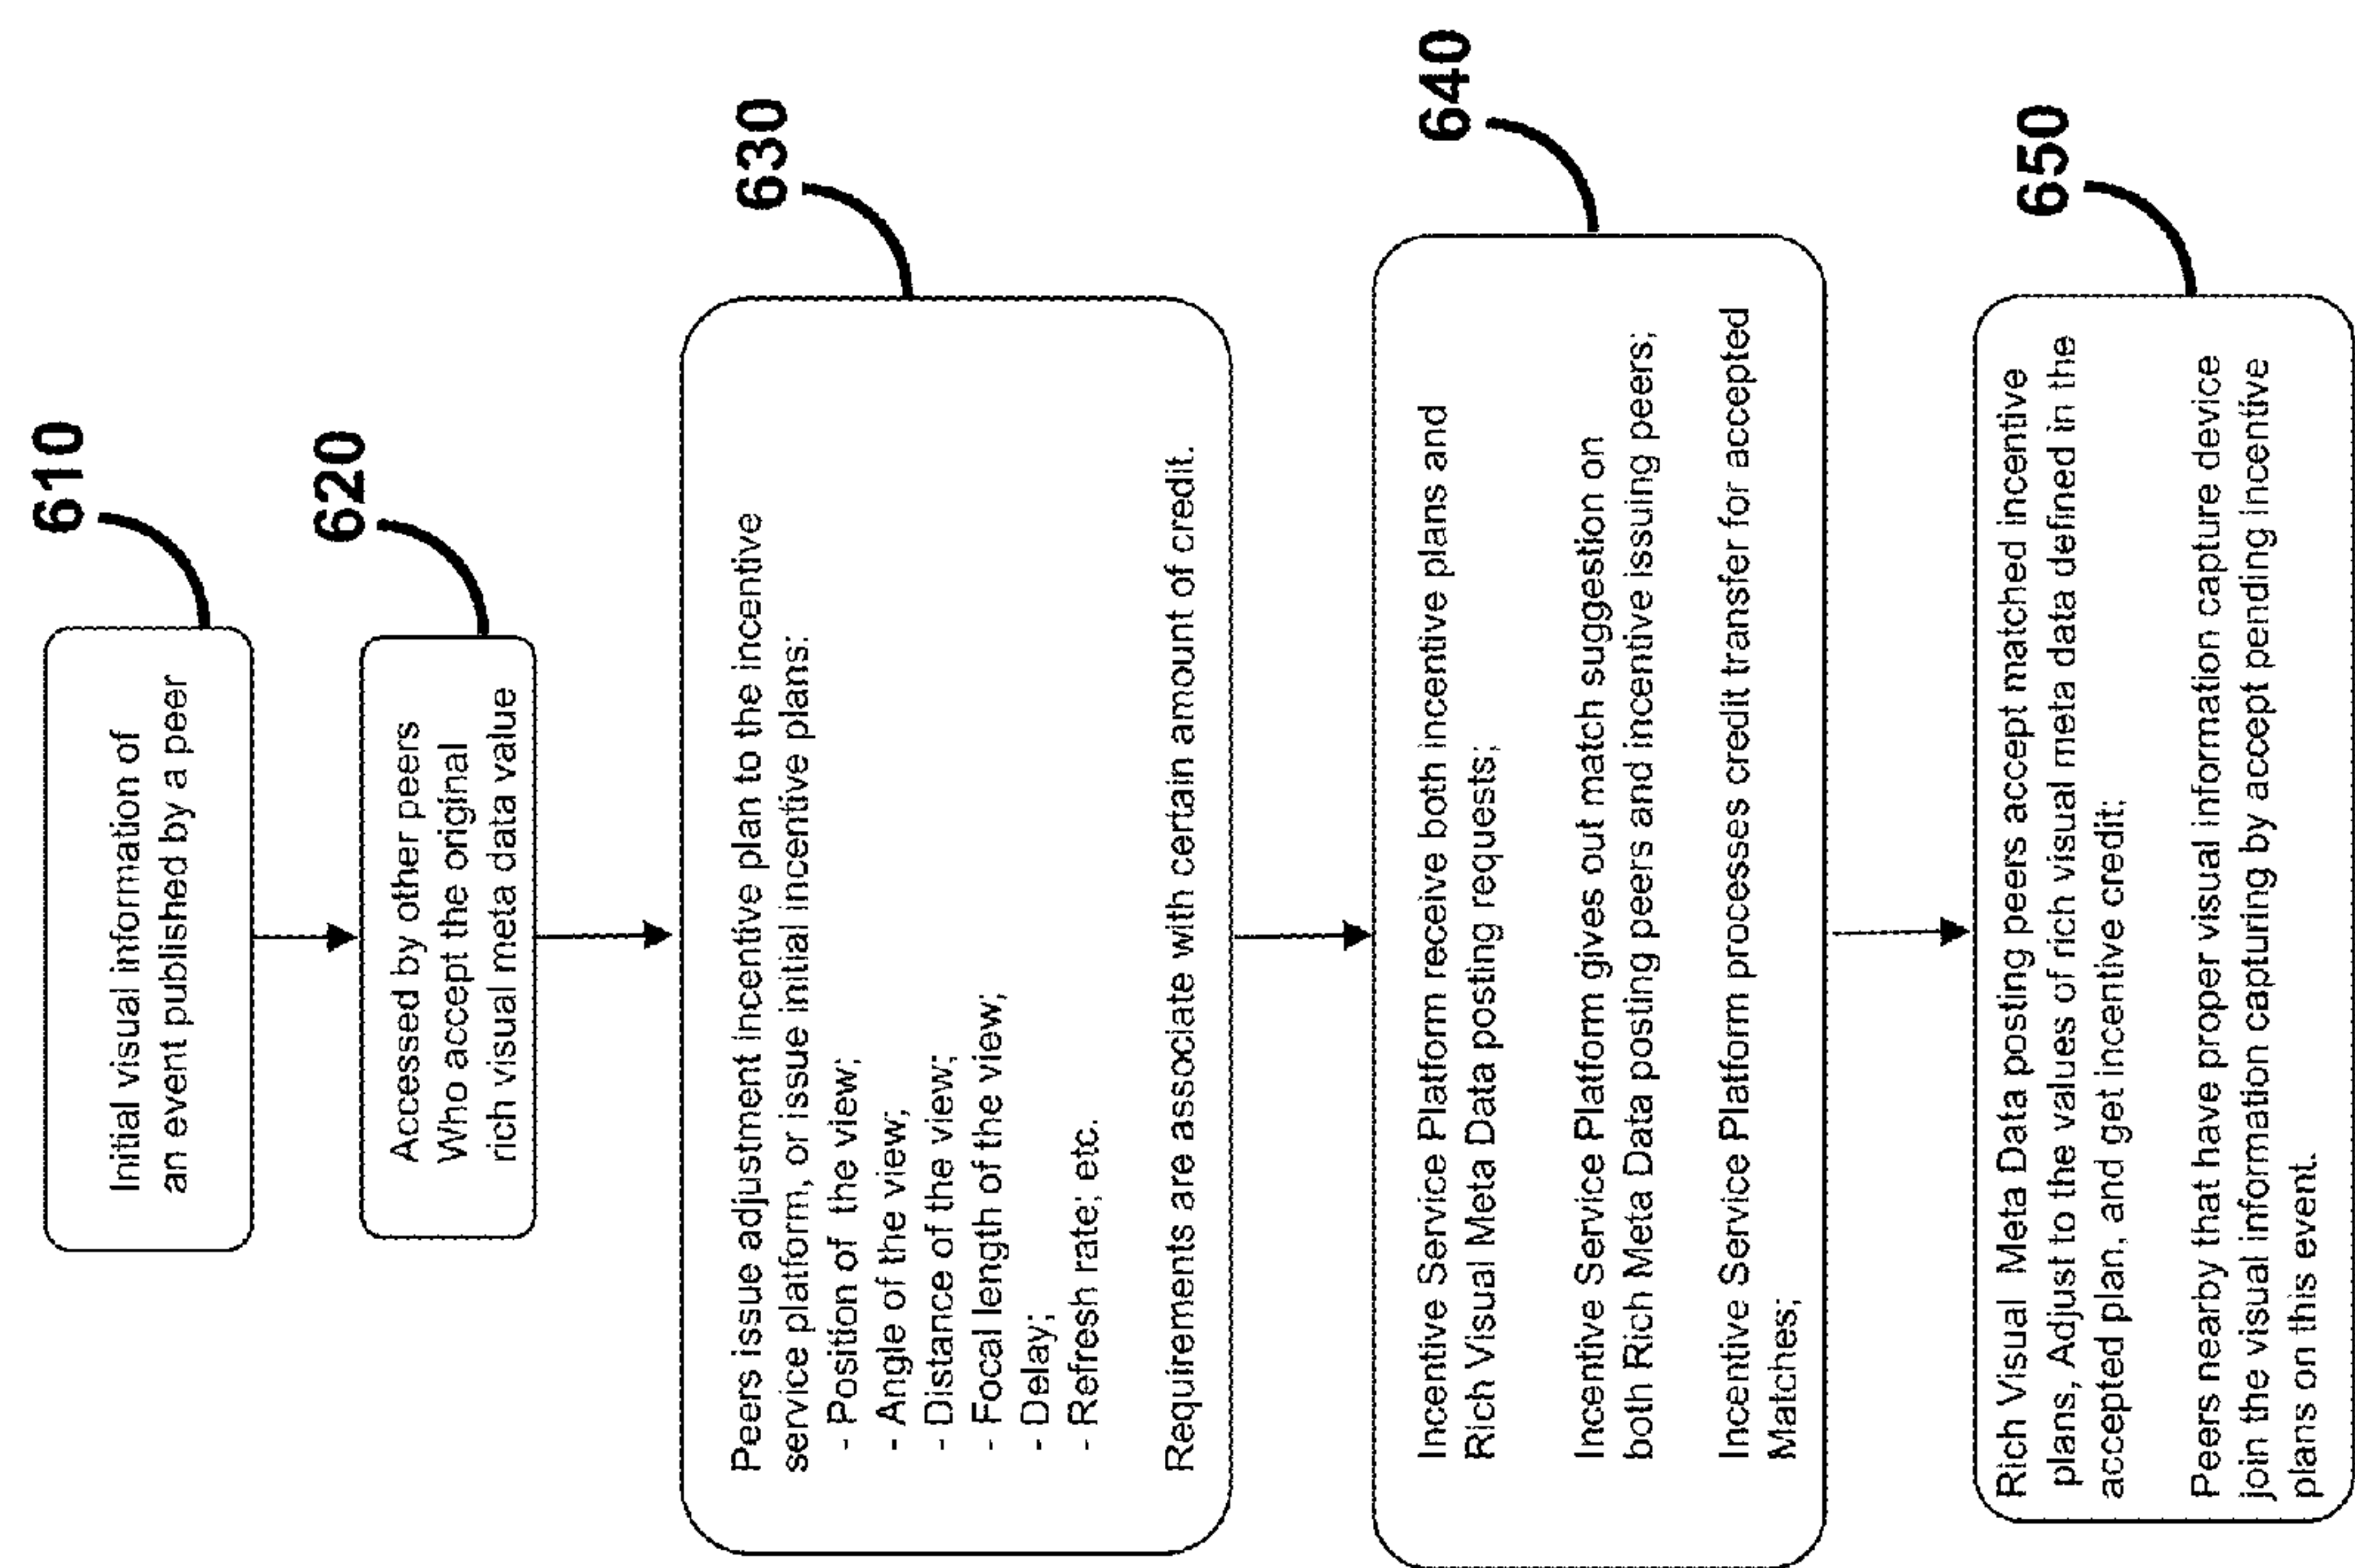 610
Initial visual information of
an event published by a peer
620
Accessed by other peers
Who accept the original
rich visual meta data value
630
Peers issue adjustment incentive plan to the incentive
service platform, or issue initial incentive plans:
- Position of the view;
- Angle of the view;
- Distance of the view;
- Focal length of the view;
- Delay;
- Refresh rate; etc.
Requirements are associate with certain amount of credit.
640
Incentive Service Platform receive both incentive plans and
Rich Visual Meta Data posting requests;
Incentive Service Platform gives out match suggestion on
both Rich Meta Data posting peers and incentive issuing peers;
Incentive Service Platform processes credit transfer for accepted
Matches;
650
Rich Visual Meta Data posting peers accept matched incentive
plans, Adjust to the values of rich visual meta data defined in the
accepted plan, and get incentive credit;
Peers nearby that have proper visual information capture device
join the visual information capturing by accept pending incentive
plans on this event.